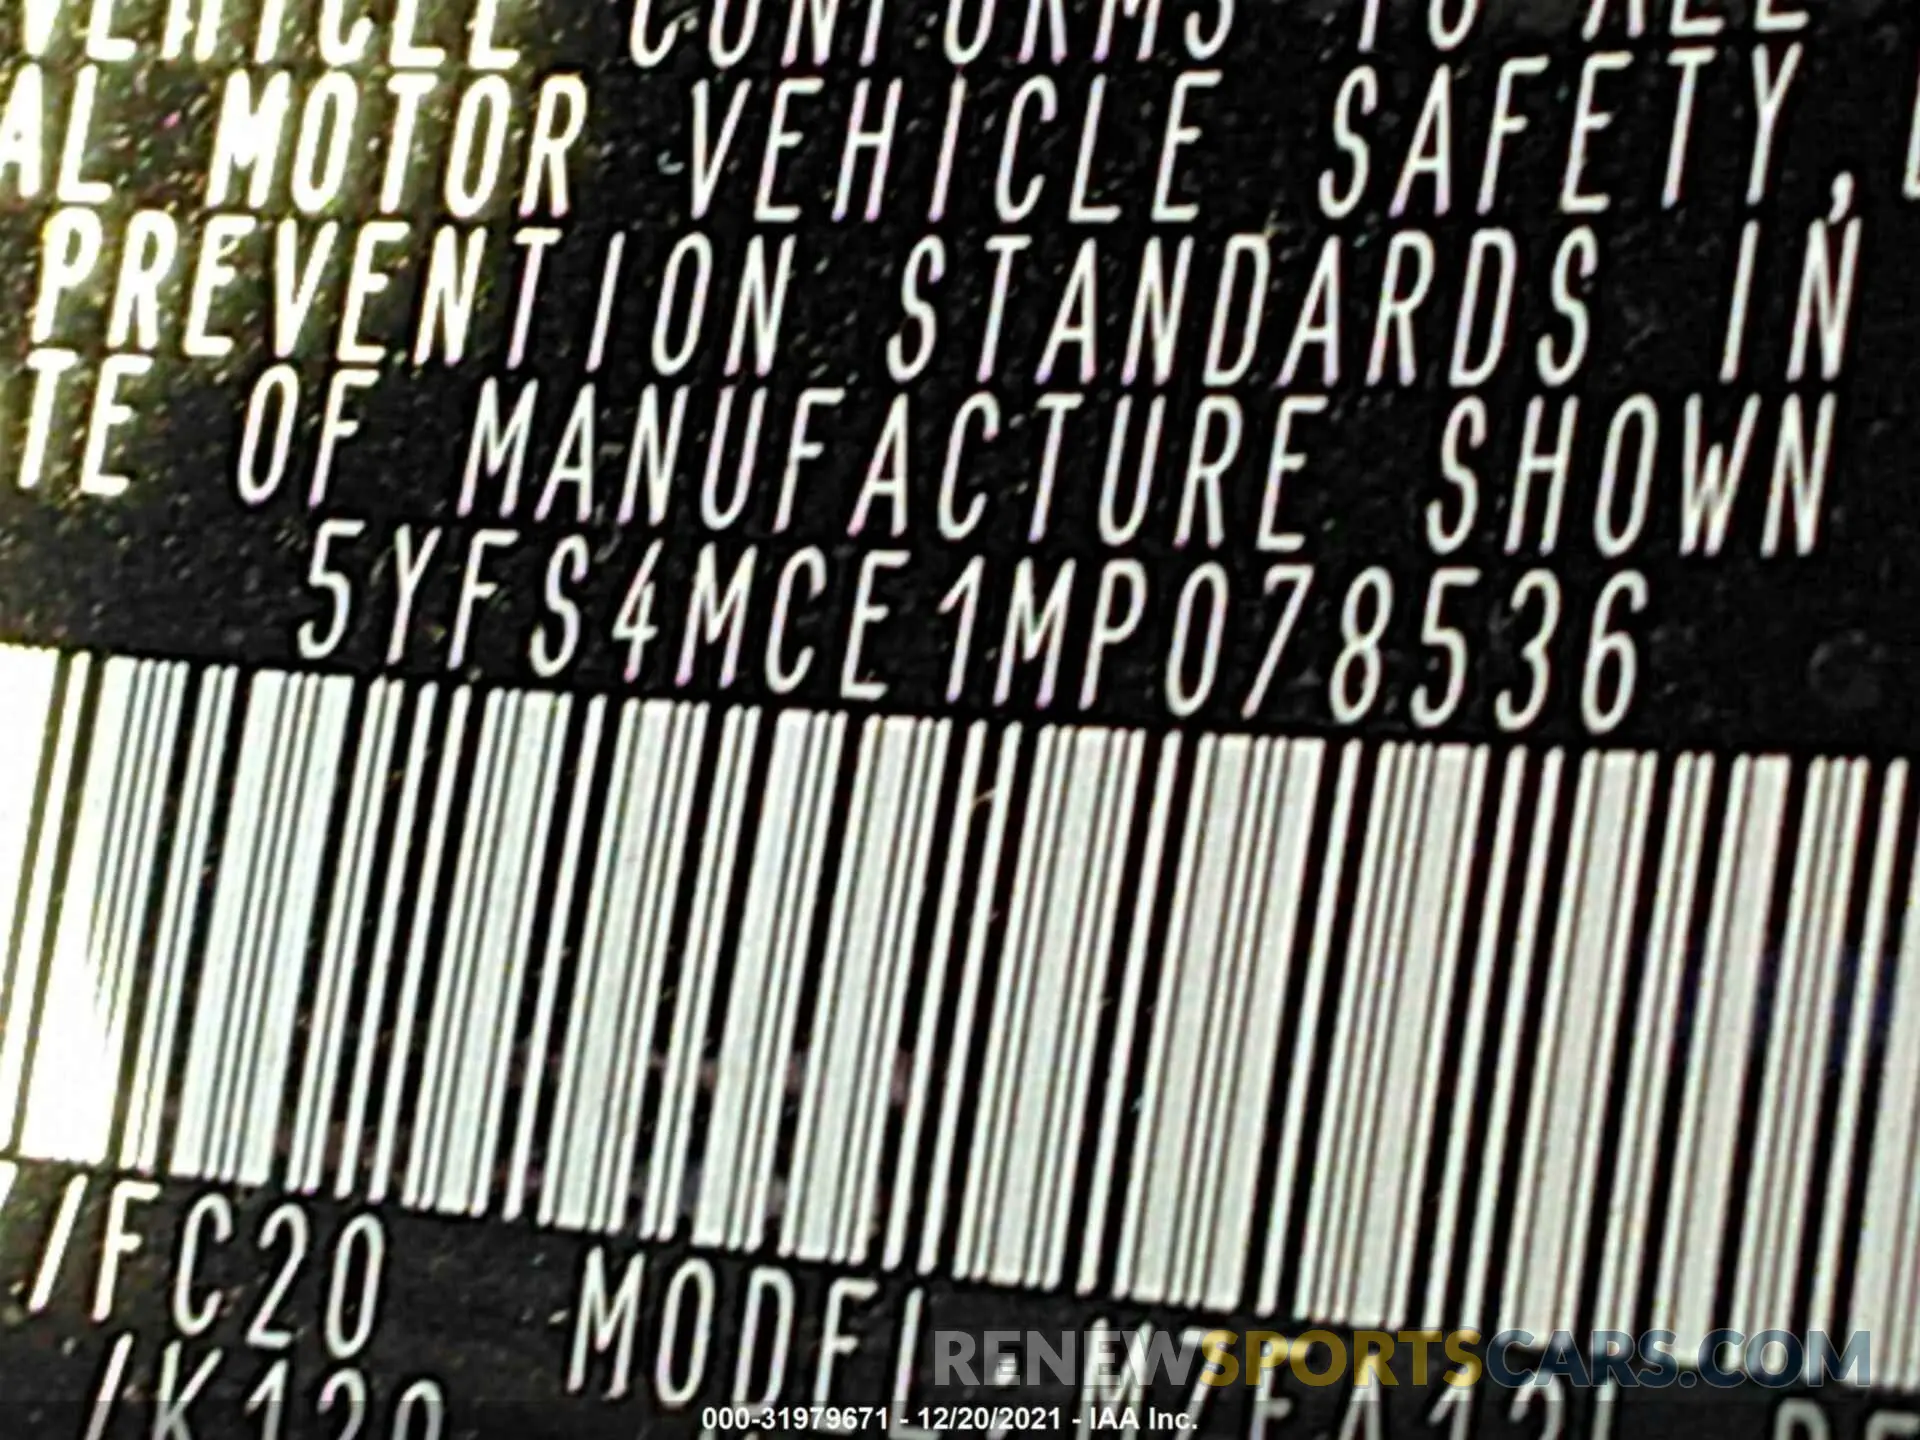 VEHICLE CONFORMS TO ALL
AL MOTOR VEHICLE SAFETY,
PREVENTION STANDARDS IN
TE OF MANUFACTURE SHOWN
5YFS4MCE1MP078536
/FC20 MODEL:
/K120
RENEWSPORTSCARS.COM
000-31979671 - 12/20/2021 - IAA Inc.